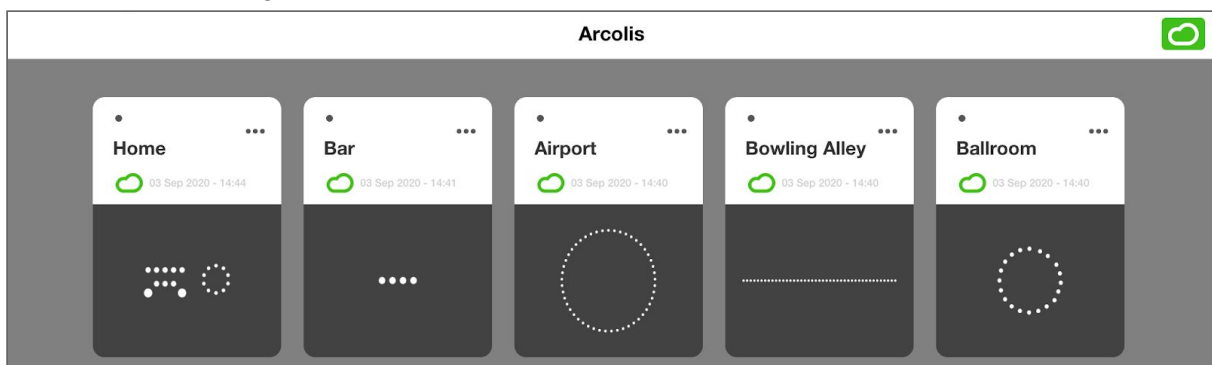 Arcolis
Home
03 Sep 2020 - 14:44
Bar
03 Sep 2020 - 14:41
Airport
03 Sep 2020 - 14:40
Bowling Alley
03 Sep 2020 - 14:40
Ballroom
03 Sep 2020 - 14:40